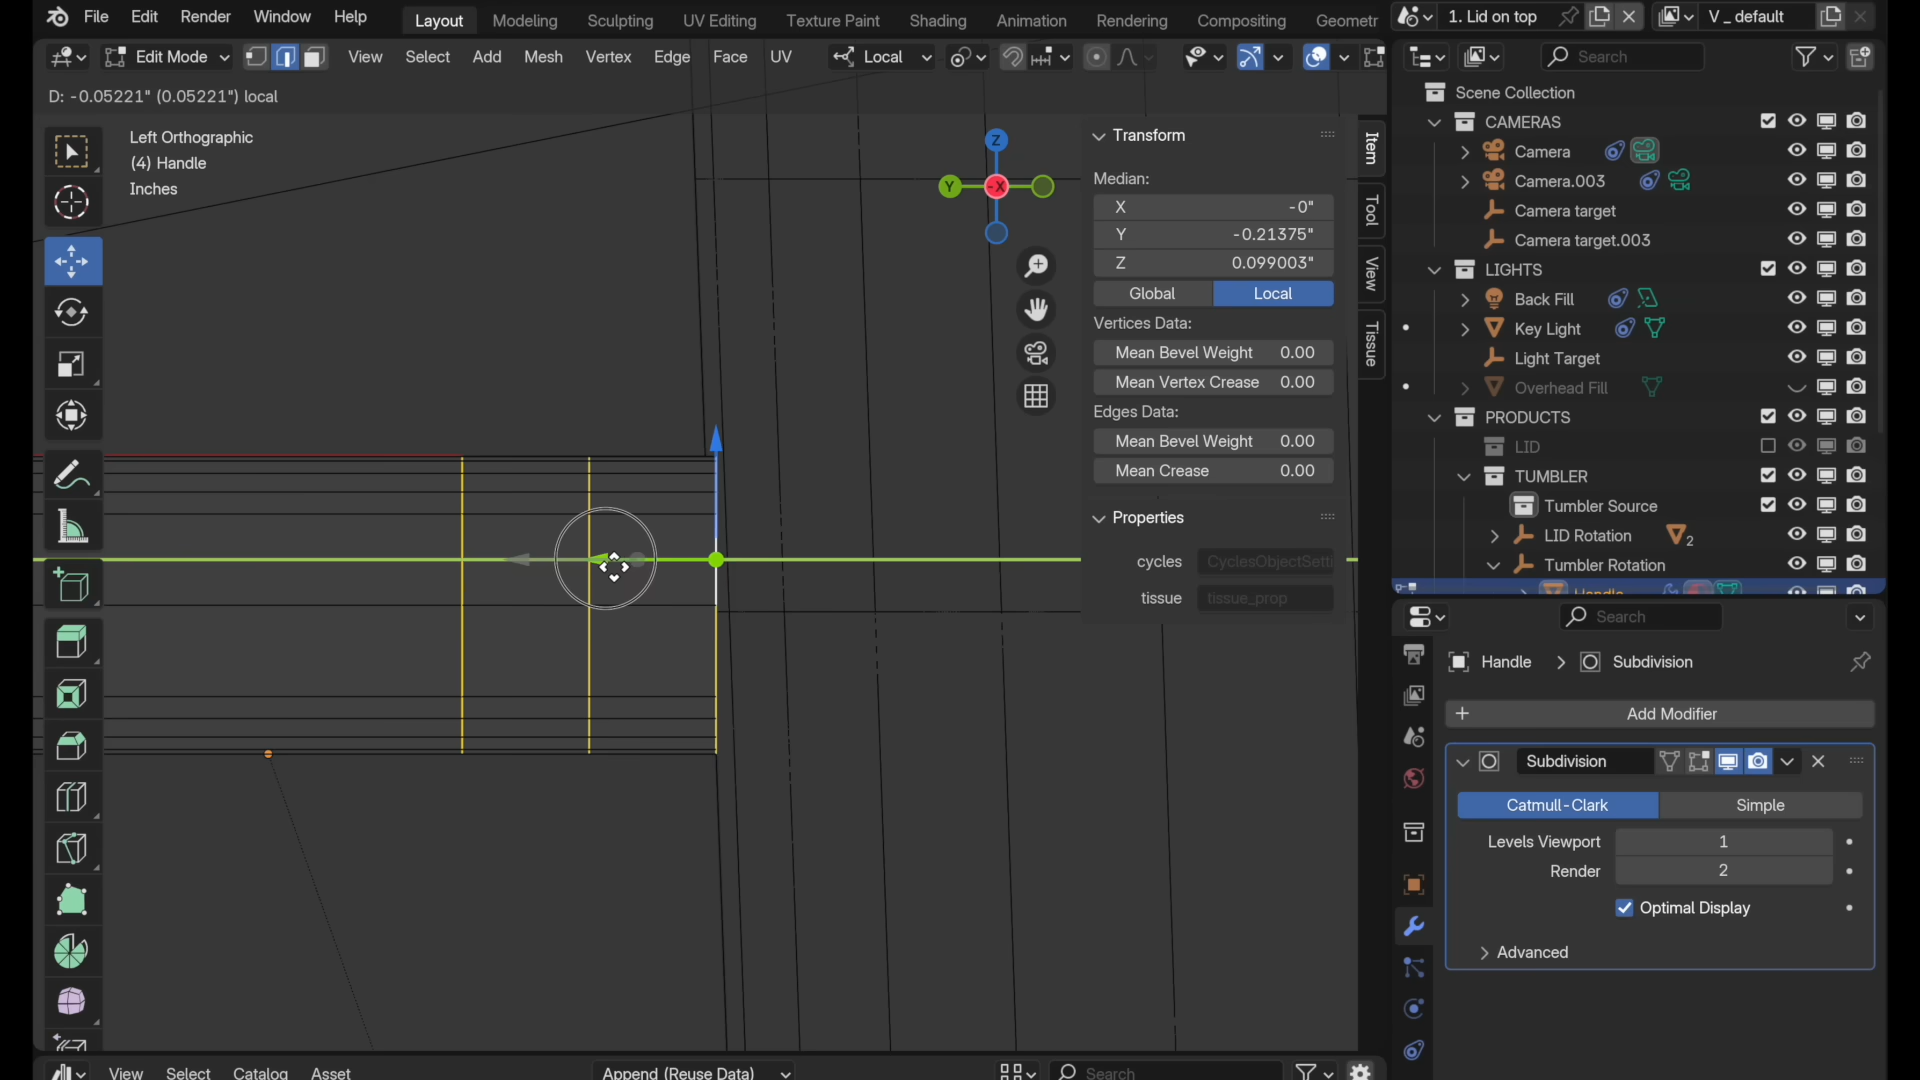 File Edit Render Window Help Layout Modeling Sculpting UV Editing Texture Paint Shading Animation Rendering Compositing Geometr
1. Lid on top V _ default
Edit Mode View Select Add Mesh Vertex Edge Face UV Local
Search
D: -0.05221" (0.05221") local
Left Orthographic
(4) Handle
Inches
Z
Y
-X
Transform
Median:
X -0"
Y -0.21375"
Z 0.099003"
Global Local
Vertices Data:
Mean Bevel Weight 0.00
Mean Vertex Crease 0.00
Edges Data:
Mean Bevel Weight 0.00
Mean Crease 0.00
Properties
cycles CyclesObjectSetti
tissue tissue_prop
Item
Tool
View
Tissue
Scene Collection
CAMERAS
Camera
Camera.003
Camera target
Camera target.003
LIGHTS
Back Fill
Key Light
Light Target
Overhead Fill
PRODUCTS
LID
TUMBLER
Tumbler Source
LID Rotation 2
Tumbler Rotation
Handle
Search
Handle Subdivision
Add Modifier
Subdivision
Catmull-Clark Simple
Levels Viewport 1
Render 2
Optimal Display
Advanced
View Select Catalog Asset Append (Reuse Data) Search